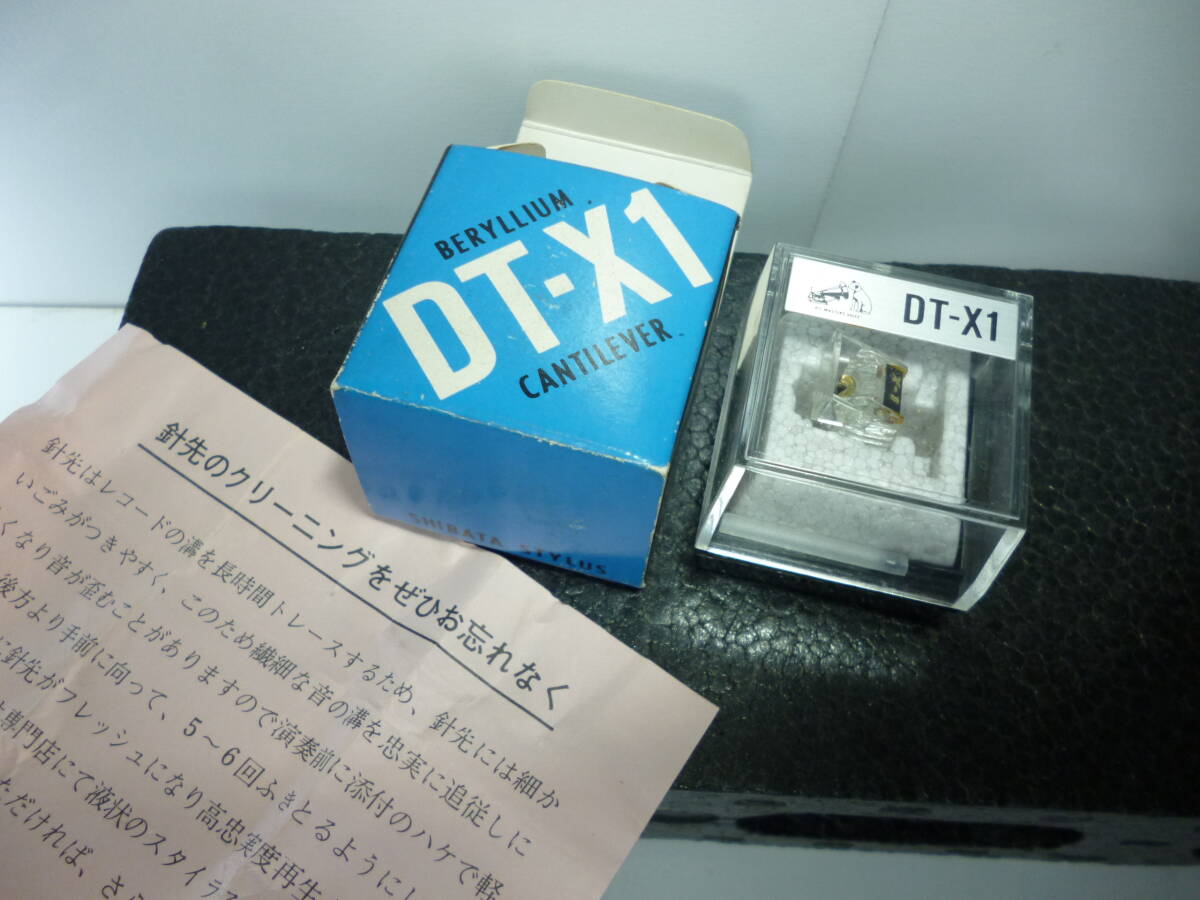 BERYLLIUM
DT-X1
CANTILEVER
SHIBATA STYLUS
DT-X1
針先のクリーニングをぜひお忘れなく
針先はレコードの溝を長時間トレースするため、針先には細か
いごみがつきやすく、このため繊細な音の溝を忠実に追従しに
くくなり音が歪むことがありますので演奏前に添付のハケで軽
後方より手前に向って、5～6回ふきとるようにし
針先がフレッシュになり高忠実度再生
専門店にて液状のスタイラス
ただければ、さら